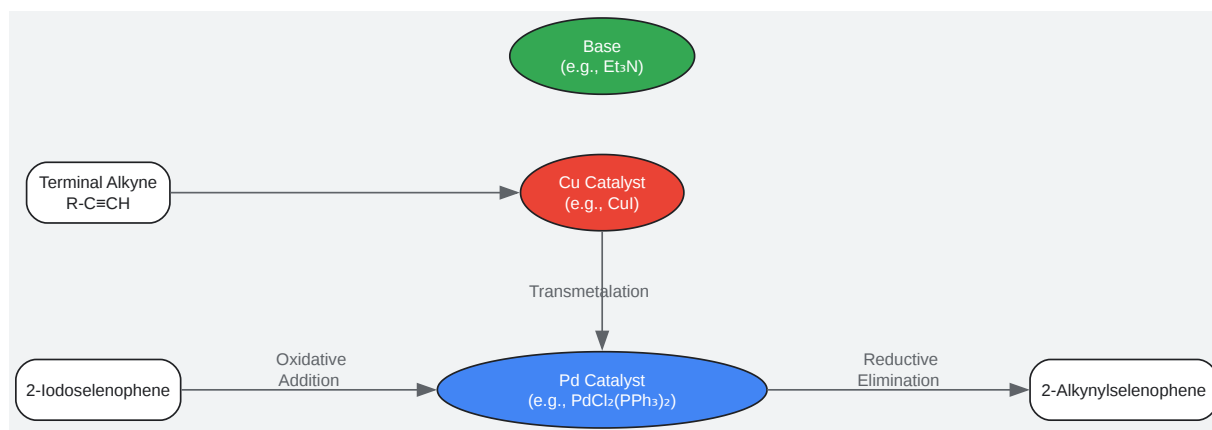 Base
(e.g., Et₃N)
Terminal Alkyne
R-C≡CH
Cu Catalyst
(e.g., CuI)
Transmetalation
2-Iodoselenophene
Oxidative
Addition
Pd Catalyst
(e.g., PdCl₂(PPh₃)₂)
Reductive
Elimination
2-Alkynylselenophene